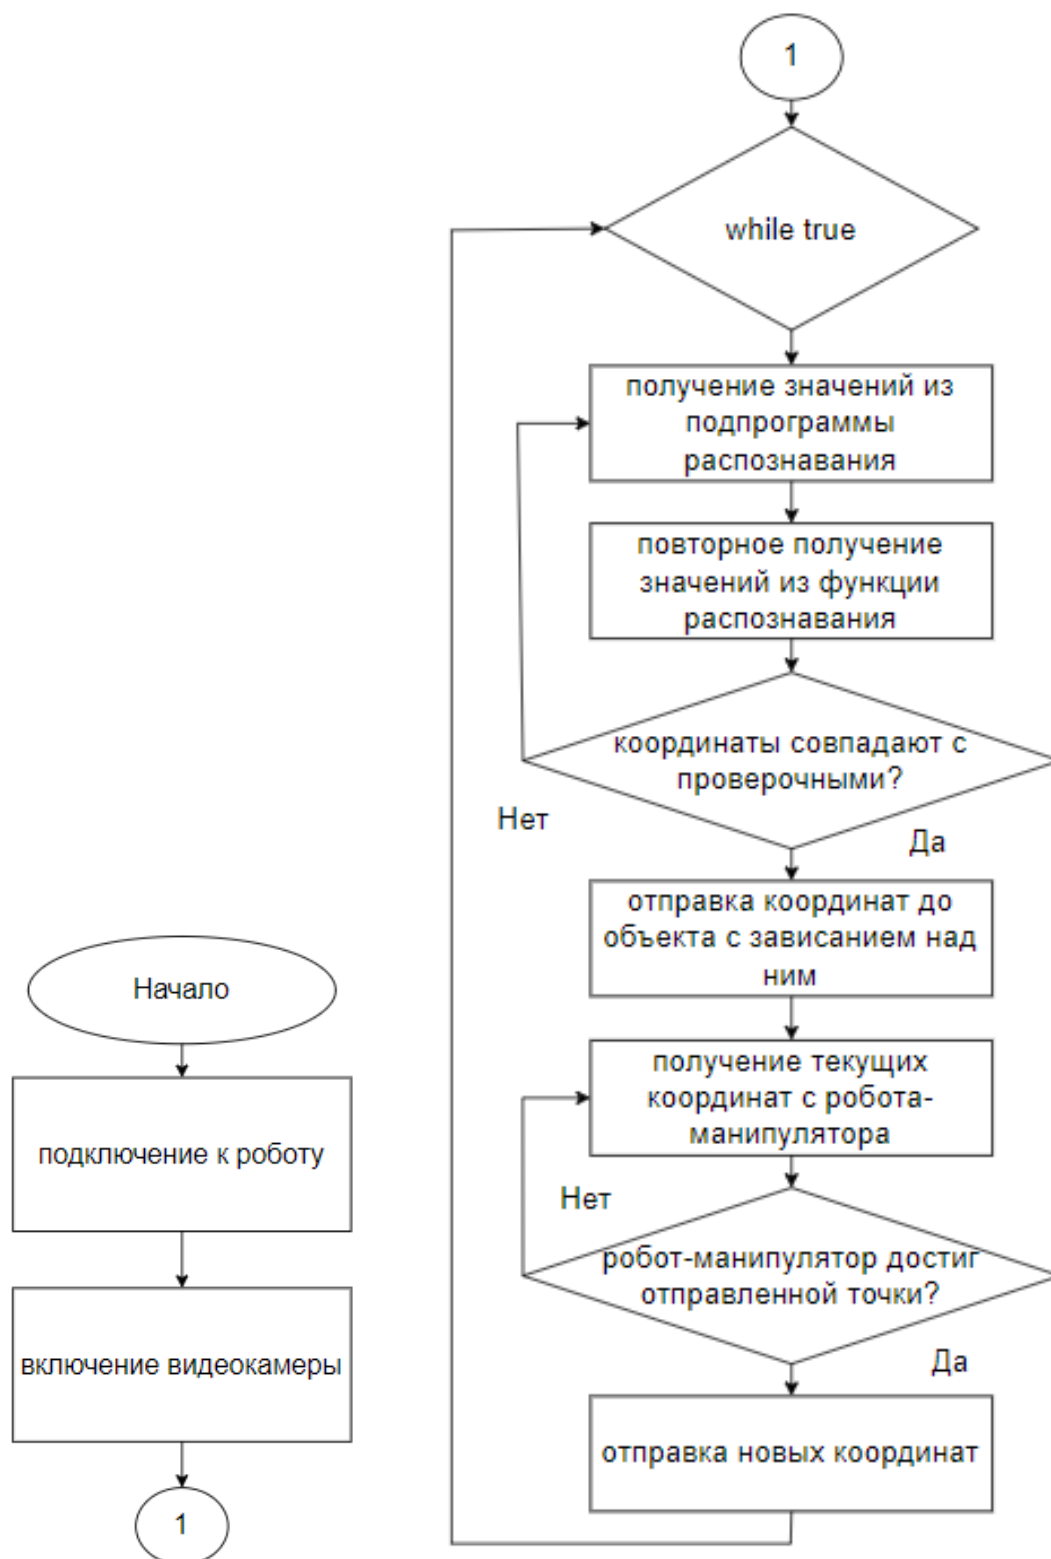 Начало
подключение к роботу
включение видеокамеры
1
1
while true
получение значений из
подпрограммы
распознавания
повторное получение
значений из функции
распознавания
координаты совпадают с
проверочными?
Нет
Да
отправка координат до
объекта с зависанием над
ним
получение текущих
координат с робота-
манипулятора
Нет
робот-манипулятор достиг
отправленной точки?
Да
отправка новых координат